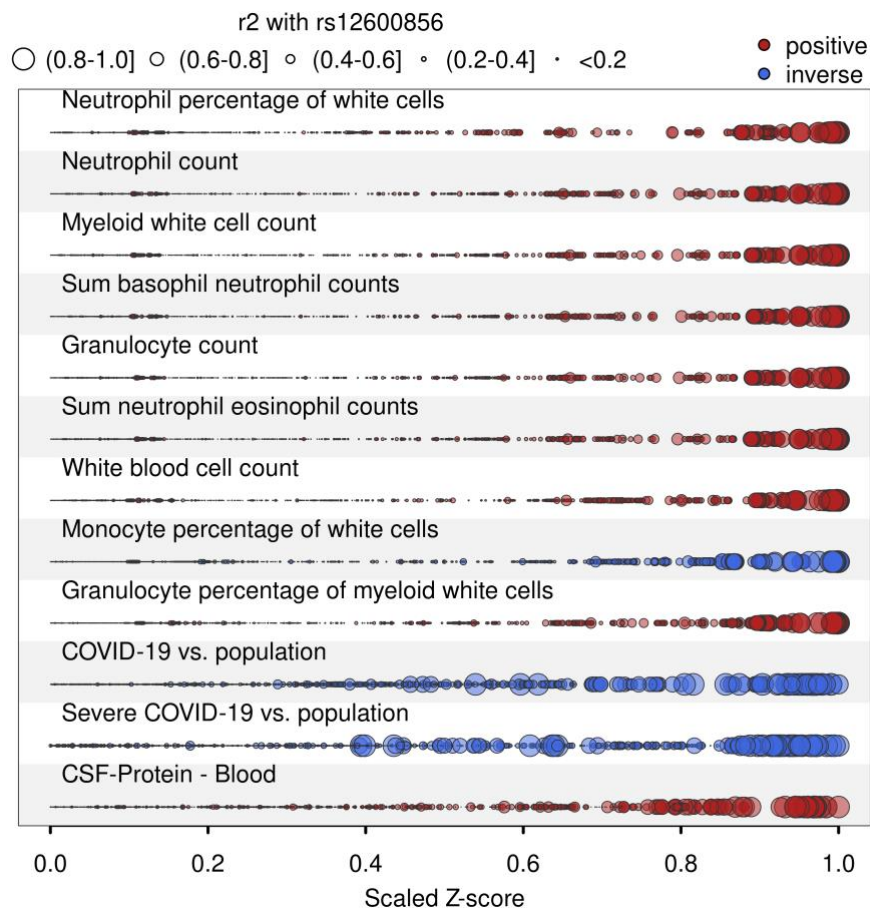 r2 with rs12600856
(0.8-1.0] (0.6-0.8] (0.4-0.6] (0.2-0.4] <0.2
positive
inverse
Neutrophil percentage of white cells
Neutrophil count
Myeloid white cell count
Sum basophil neutrophil counts
Granulocyte count
Sum neutrophil eosinophil counts
White blood cell count
Monocyte percentage of white cells
Granulocyte percentage of myeloid white cells
COVID-19 vs. population
Severe COVID-19 vs. population
CSF-Protein - Blood
0.0 0.2 0.4 0.6 0.8 1.0
Scaled Z-score